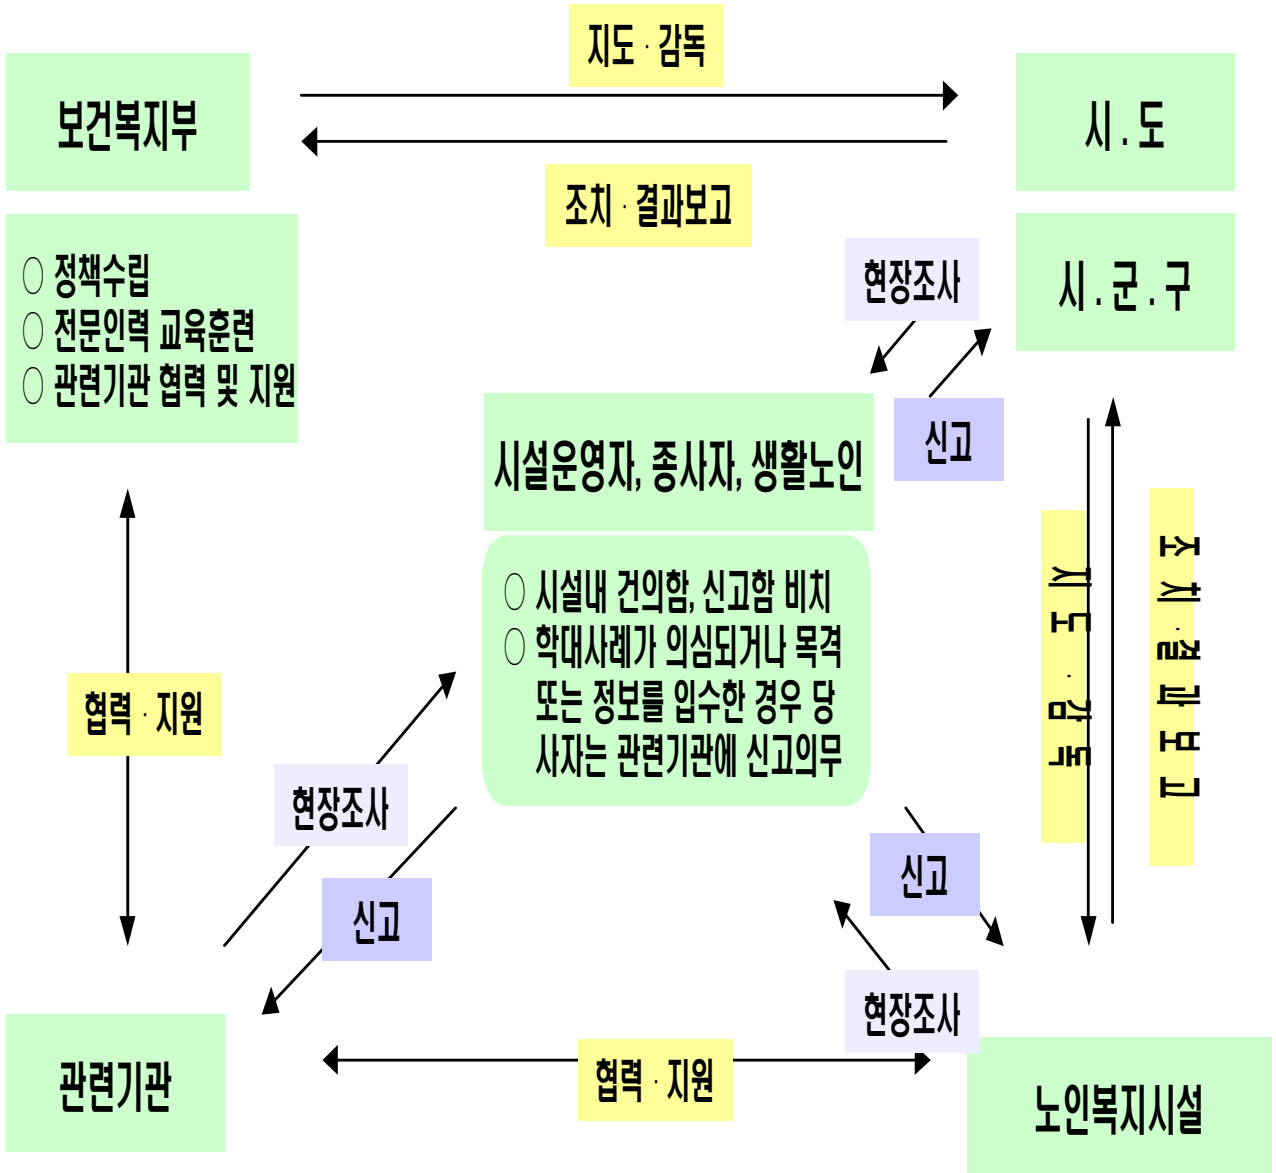 지도 · 감독
보건복지부
시 . 도
조치 · 결과보고
○ 정책수립
○ 전문인력 교육훈련
○ 관련기관 협력 및 지원
현장조사
시 . 군 . 구
신고
시설운영자, 종사자, 생활노인
○ 시설내 건의함, 신고함 비치
○ 학대사례가 의심되거나 목격
또는 정보를 입수한 경우 당
사자는 관련기관에 신고의무
지도 · 감독
조치 · 결과보고
협력 · 지원
현장조사
신고
신고
현장조사
관련기관
협력 · 지원
노인복지시설